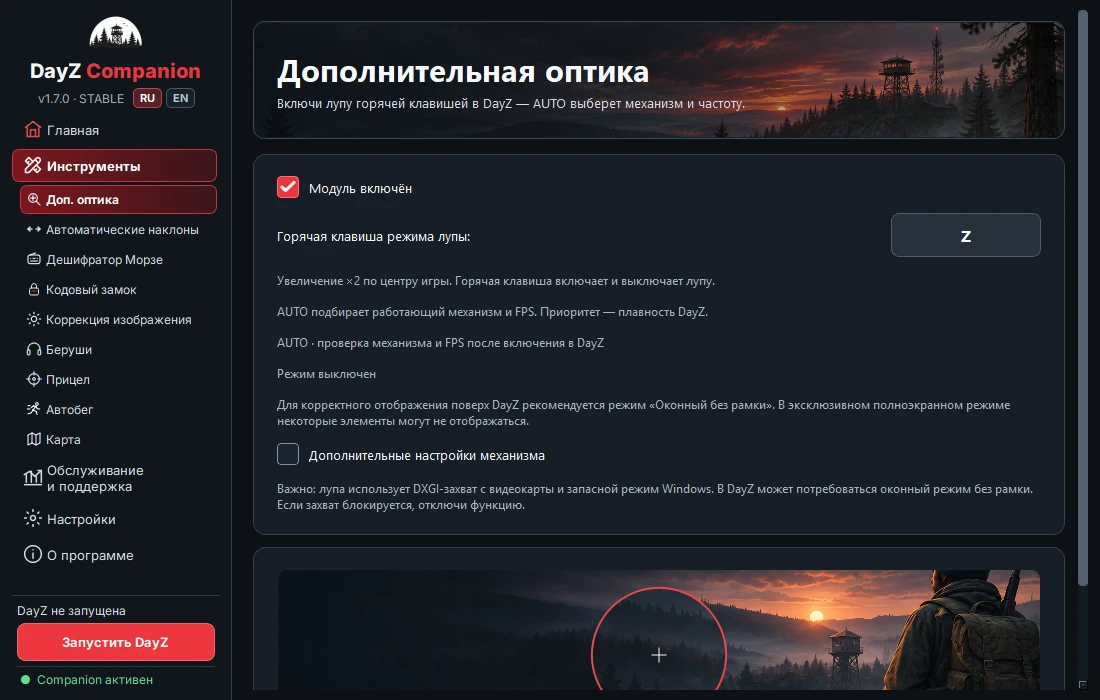 DayZ Companion
v1.7.0 · STABLE RU EN
Главная
Инструменты
Доп. оптика
Автоматические наклоны
Дешифратор Морзе
Кодовый замок
Коррекция изображения
Беруши
Прицел
Автобег
Карта
Обслуживание
и поддержка
Настройки
О программе
DayZ не запущена
Запустить DayZ
Companion активен
Дополнительная оптика
Включи лупу горячей клавишей в DayZ — AUTO выберет механизм и частоту.
Модуль включён
Горячая клавиша режима лупы:
Z
Увеличение ×2 по центру игры. Горячая клавиша включает и выключает лупу.
AUTO подбирает работающий механизм и FPS. Приоритет — плавность DayZ.
AUTO · проверка механизма и FPS после включения в DayZ
Режим выключен
Для корректного отображения поверх DayZ рекомендуется режим «Оконный без рамки». В эксклюзивном полноэкранном режиме
некоторые элементы могут не отображаться.
Дополнительные настройки механизма
Важно: лупа использует DXGI-захват с видеокарты и запасной режим Windows. В DayZ может потребоваться оконный режим без рамки.
Если захват блокируется, отключи функцию.